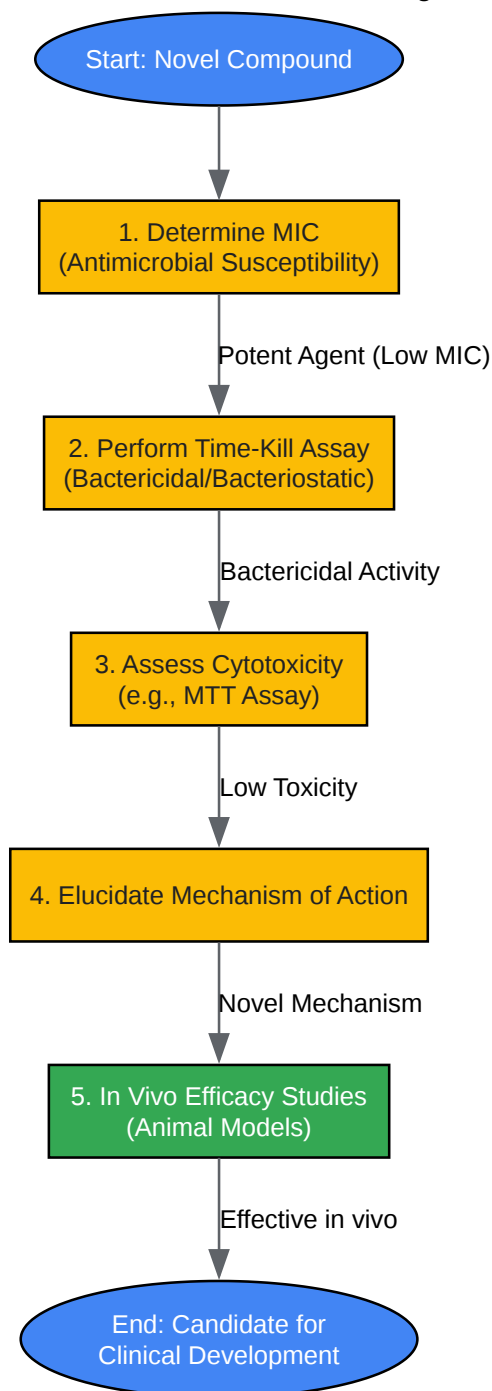 Start: Novel Compound
1. Determine MIC
(Antimicrobial Susceptibility)
Potent Agent (Low MIC)
2. Perform Time-Kill Assay
(Bactericidal/Bacteriostatic)
Bactericidal Activity
3. Assess Cytotoxicity
(e.g., MTT Assay)
Low Toxicity
4. Elucidate Mechanism of Action
Novel Mechanism
5. In Vivo Efficacy Studies
(Animal Models)
Effective in vivo
End: Candidate for
Clinical Development